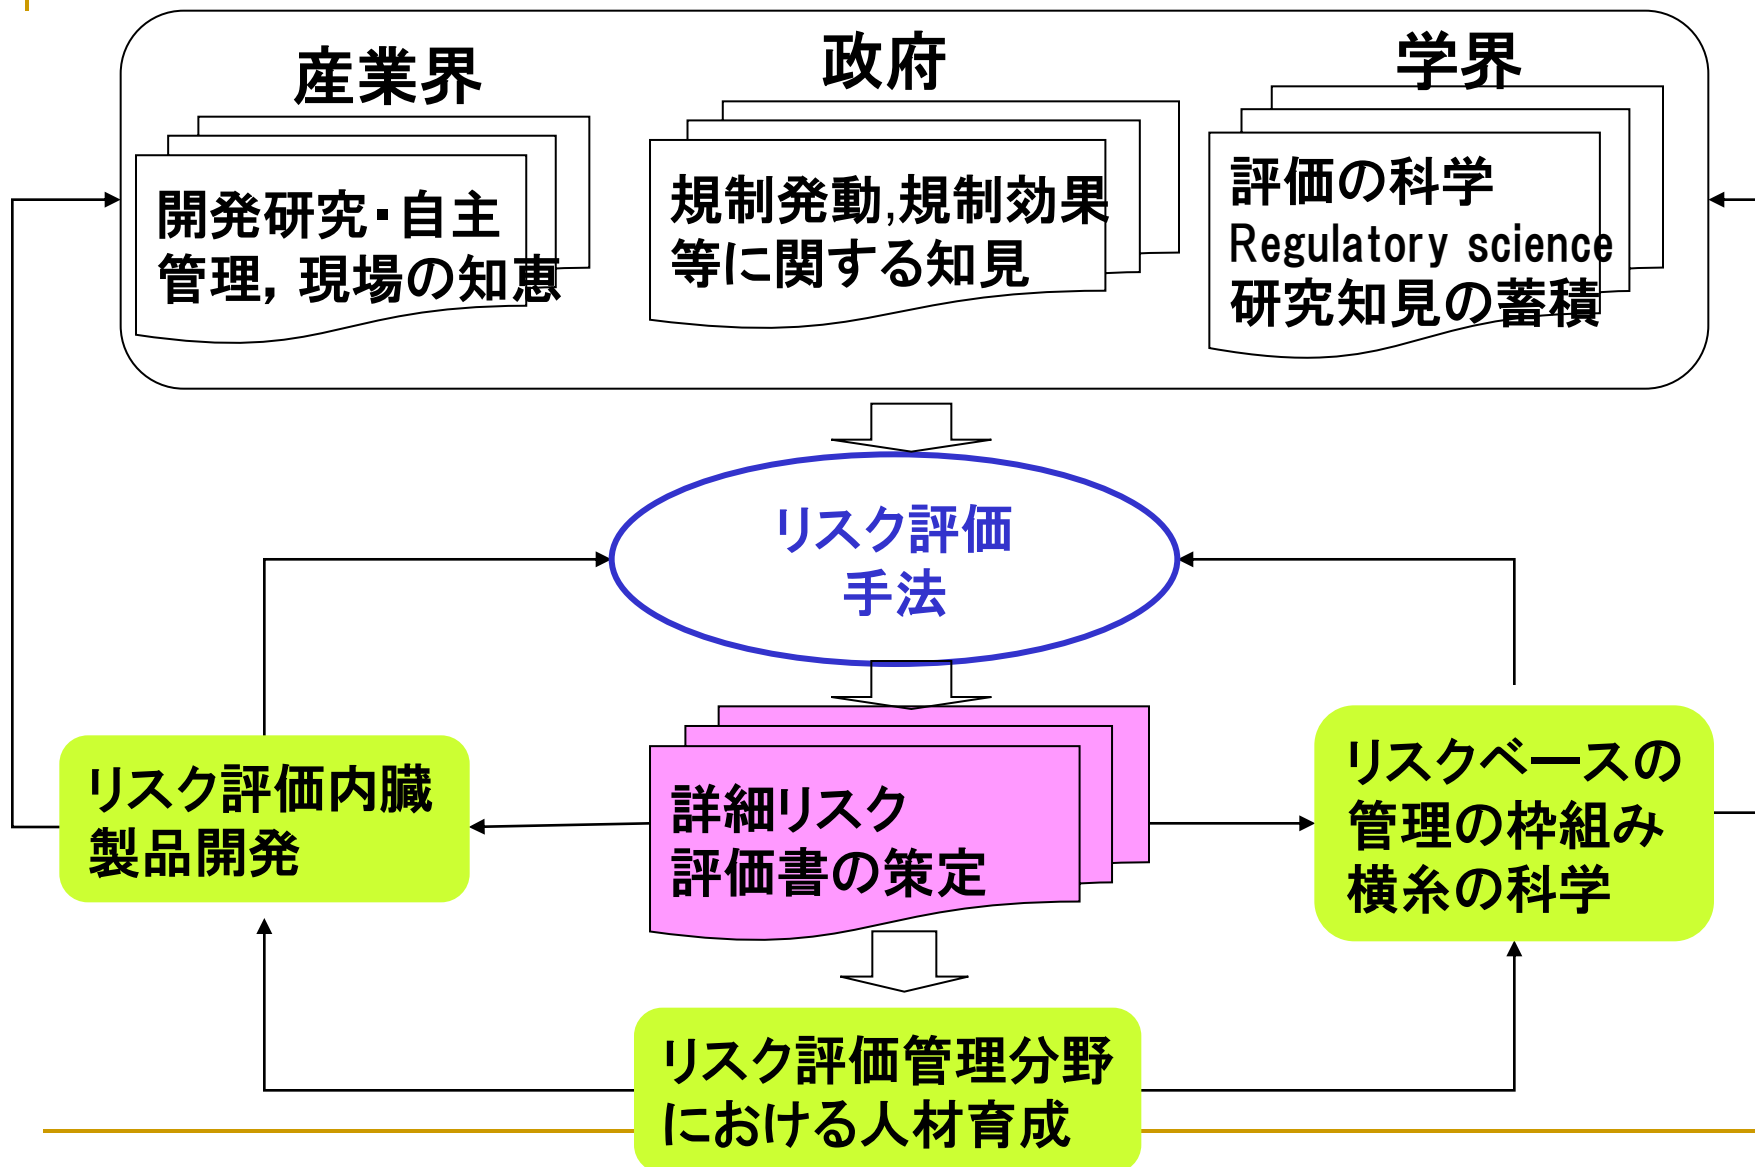 産業界
政府
学界
開発研究・自主
管理，現場の知恵
規制発動,規制効果
等に関する知見
評価の科学
Regulatory science
研究知見の蓄積
リスク評価
手法
リスク評価内臓
製品開発
詳細リスク
評価書の策定
リスクベースの
管理の枠組み
横糸の科学
リスク評価管理分野
における人材育成